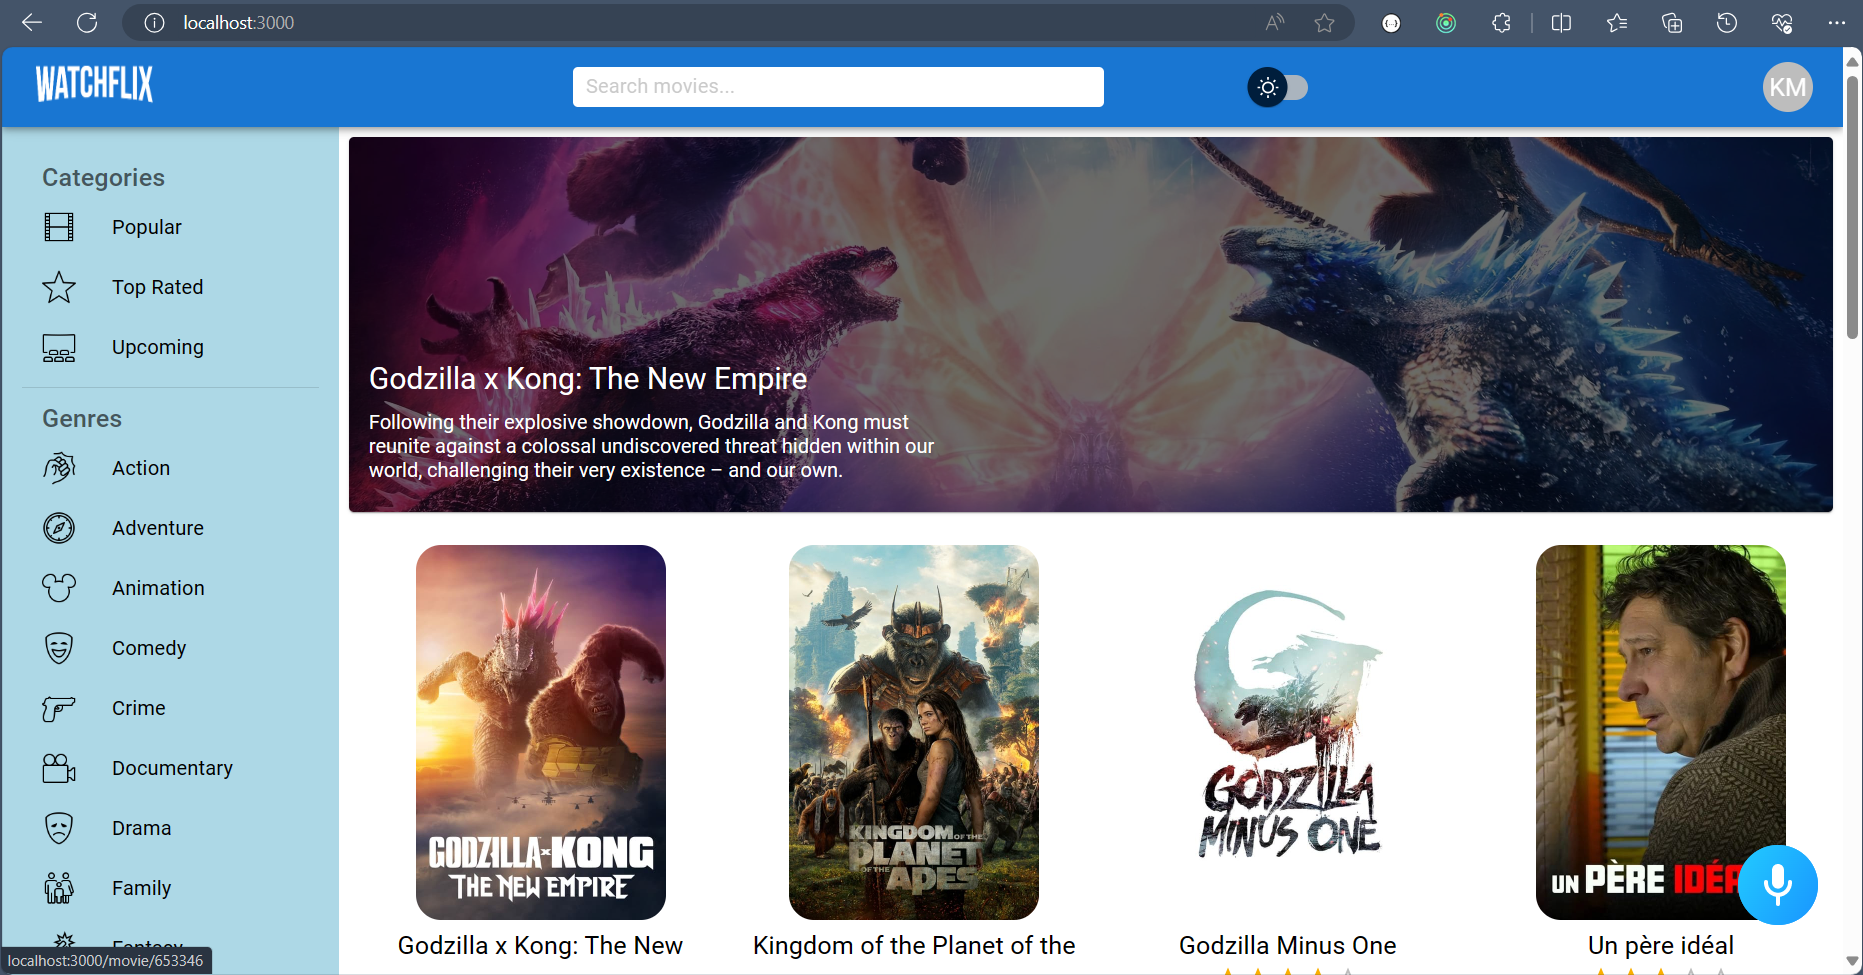 localhost:3000
WATCHFLIX
Search movies...
KM
Categories
Popular
Top Rated
Upcoming
Genres
Action
Adventure
Animation
Comedy
Crime
Documentary
Drama
Family
Fantasy
Godzilla x Kong: The New Empire
Following their explosive showdown, Godzilla and Kong must
reunite against a colossal undiscovered threat hidden within our
world, challenging their very existence – and our own.
GODZILLA x KONG
THE NEW EMPIRE
Godzilla x Kong: The New
KINGDOM OF THE
PLANET
OF THE APES
Kingdom of the Planet of the
GODZILLA
MINUS ONE
Godzilla Minus One
UN PÈRE IDÉA
Un père idéal
localhost:3000/movie/653346